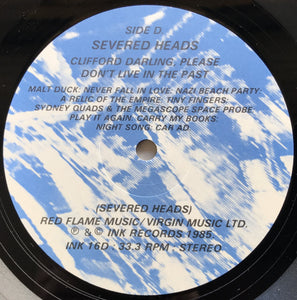 SIDE D
SEVERED HEADS
CLIFFORD DARLING, PLEASE
DON'T LIVE IN THE PAST
MALT DUCK: NEVER FALL IN LOVE: NAZI BEACH PARTY:
A RELIC OF THE EMPIRE: TINY FINGERS:
SYDNEY QUADS & THE MEGASCOPE SPACE PROBE
PLAY IT AGAIN: CARRY MY BOOKS:
NIGHT SONG: CAR AD
(SEVERED HEADS)
RED FLAME MUSIC/VIRGIN MUSIC LTD.
℗ & © INK RECORDS 1985.
INK 16D · 33.3 RPM · STEREO